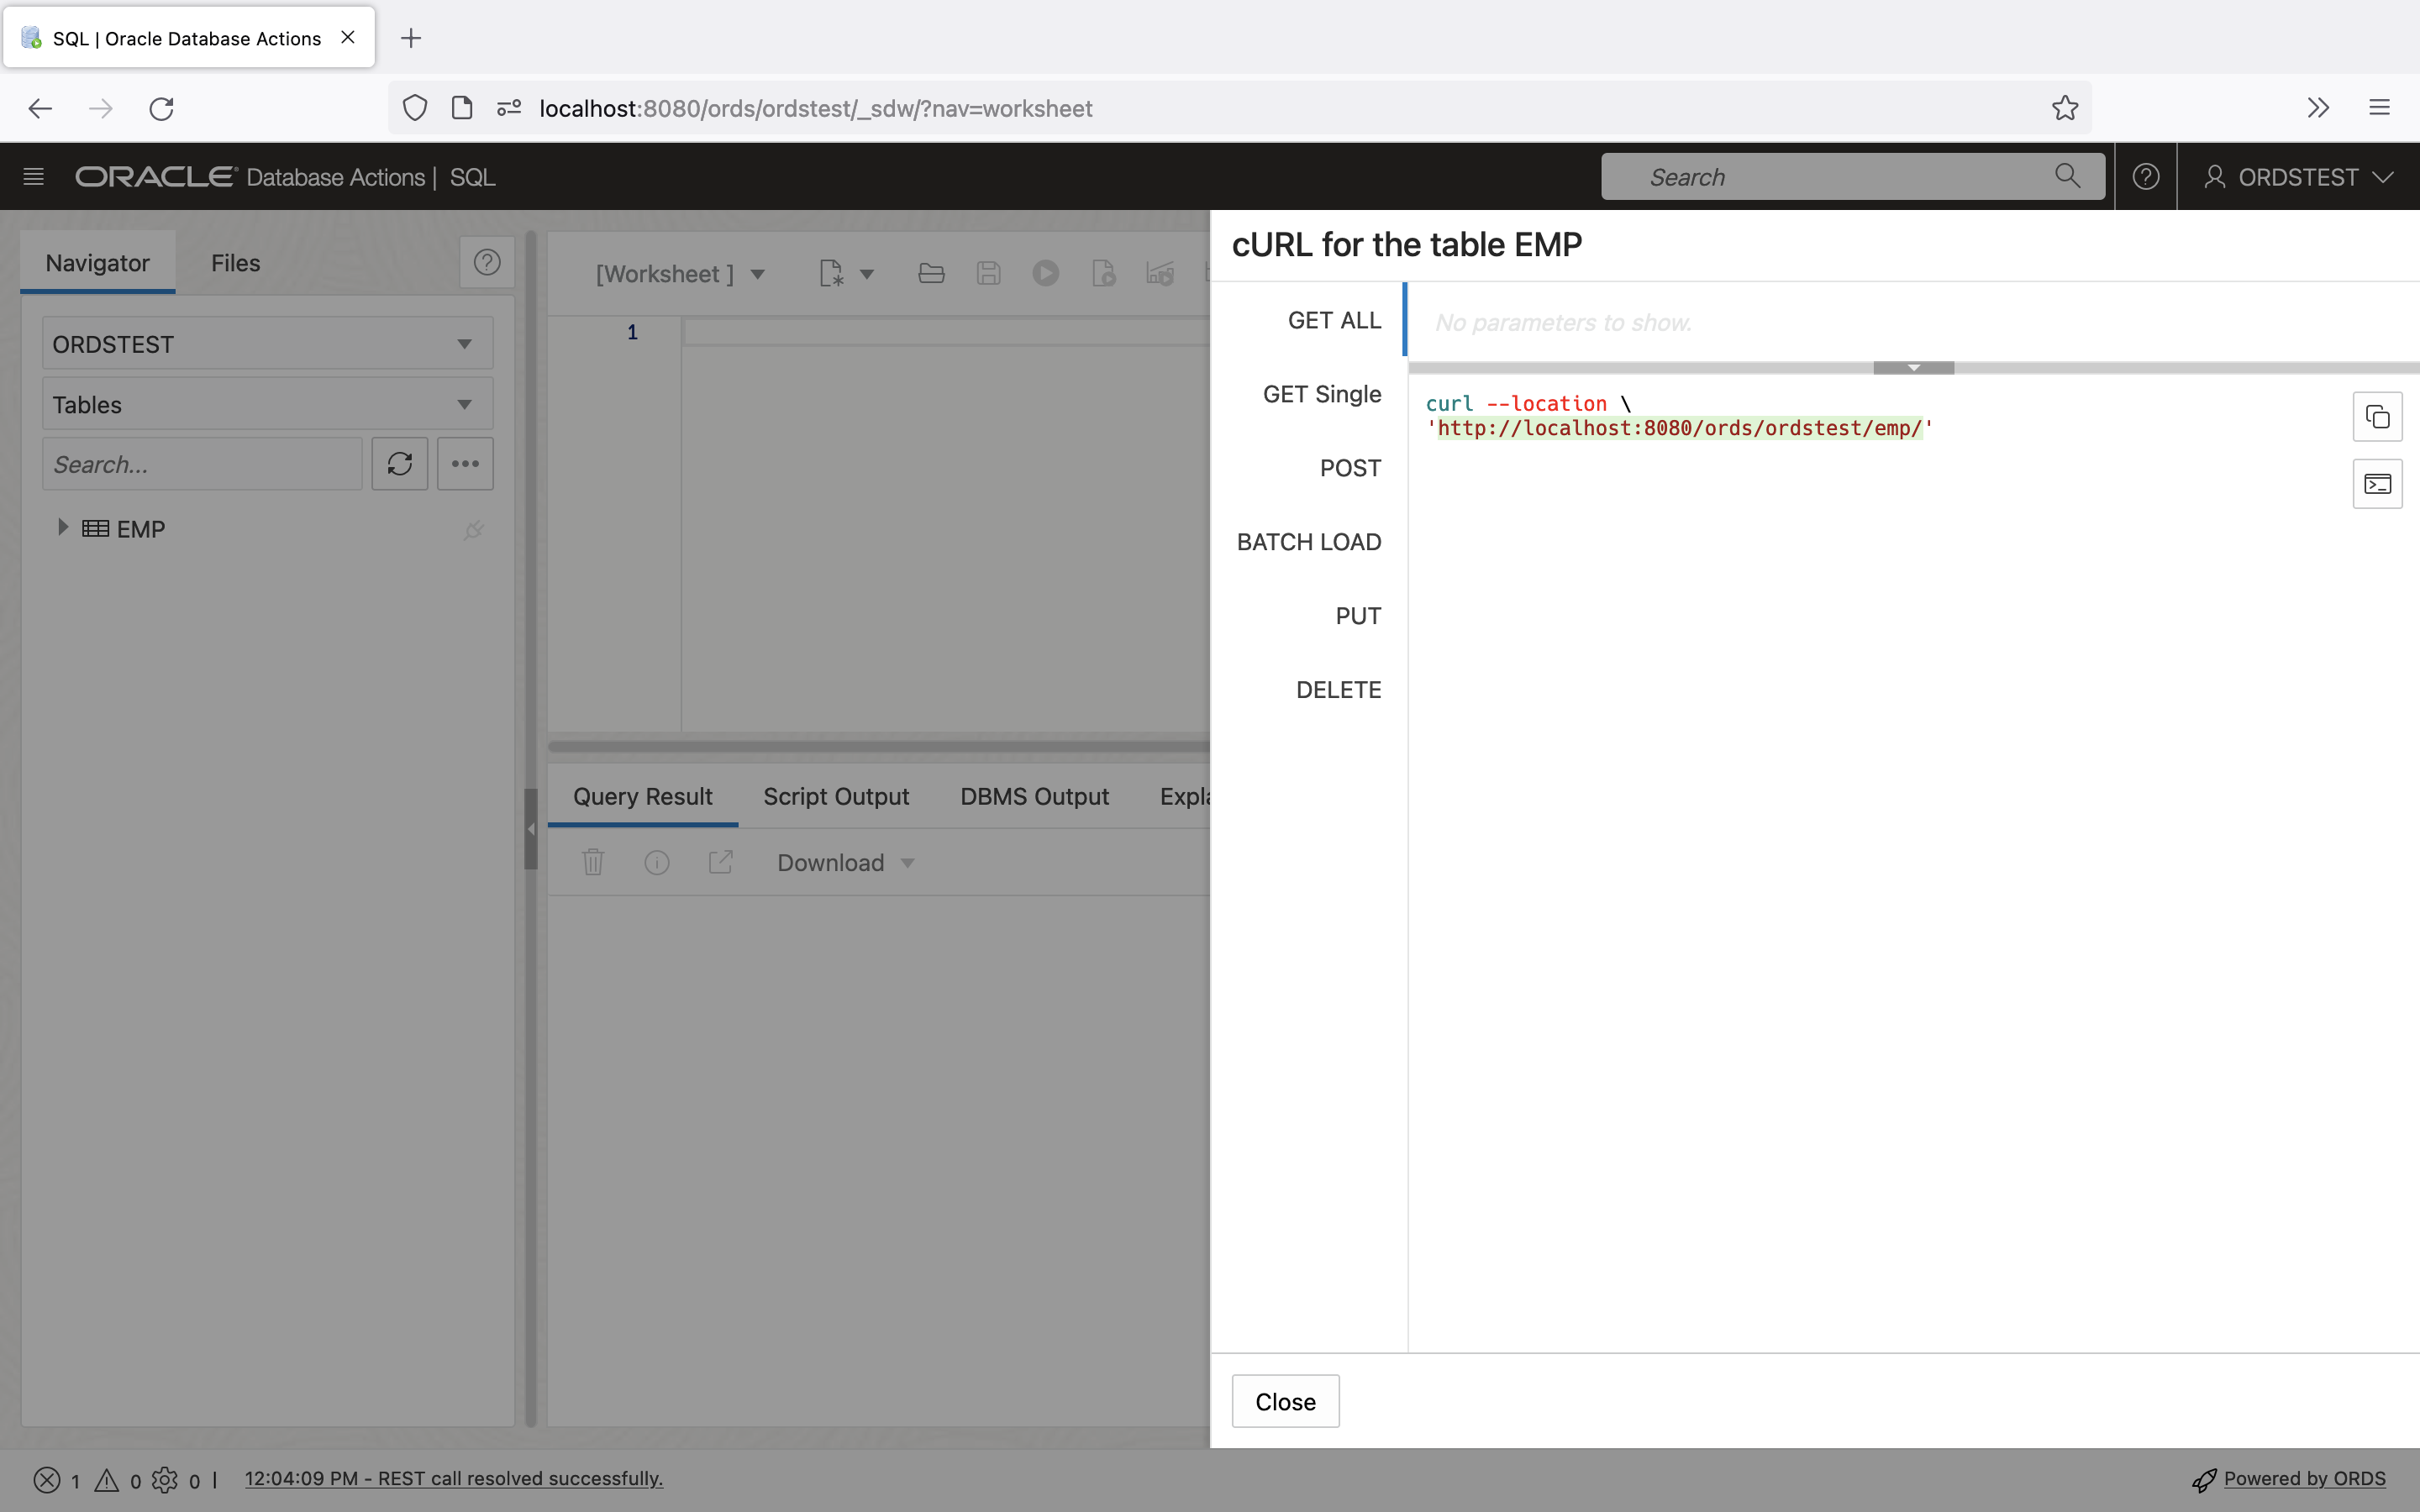 SQL | Oracle Database Actions
localhost:8080/ords/ordstest/_sdw/?nav=worksheet
ORACLE Database Actions | SQL
Search
ORDSTEST
Navigator
Files
ORDSTEST
Tables
Search...
EMP
[Worksheet ]
1
Query Result
Script Output
DBMS Output
Expla
Download
cURL for the table EMP
GET ALL
GET Single
POST
BATCH LOAD
PUT
DELETE
No parameters to show.
curl --location \
'http://localhost:8080/ords/ordstest/emp/'
Close
1 0 0 | 12:04:09 PM - REST call resolved successfully.
Powered by ORDS